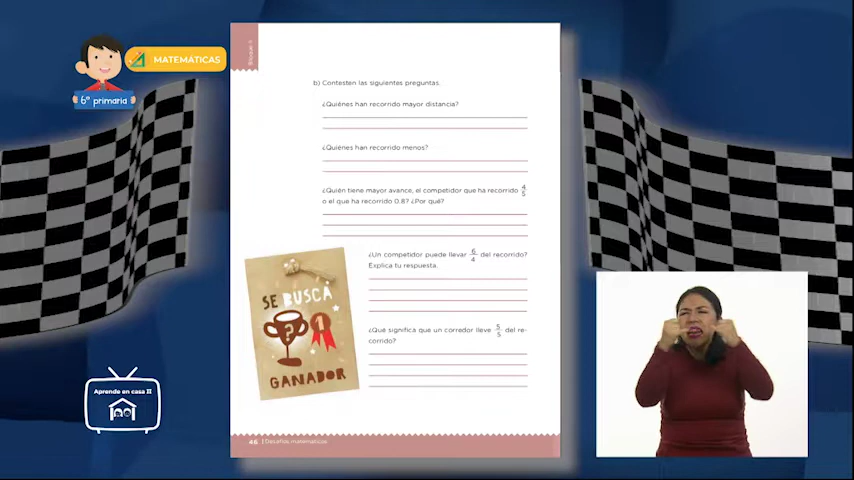 MATEMÁTICAS
6° primaria
b) Contesten las siguientes preguntas.
¿Quiénes han recorrido mayor distancia?
¿Quiénes han recorrido menos?
¿Quién tiene mayor avance, el competidor que ha recorrido 4/5
o el que ha recorrido 0.8? ¿Por qué?
¿Un competidor puede llevar 6/4 del recorrido?
Explica tu respuesta.
¿Qué significa que un corredor lleve 5/5 del re-
corrido?
SE BUSCA
?
1
GANADOR
Aprende en casa II
46 | Desafíos matemáticos